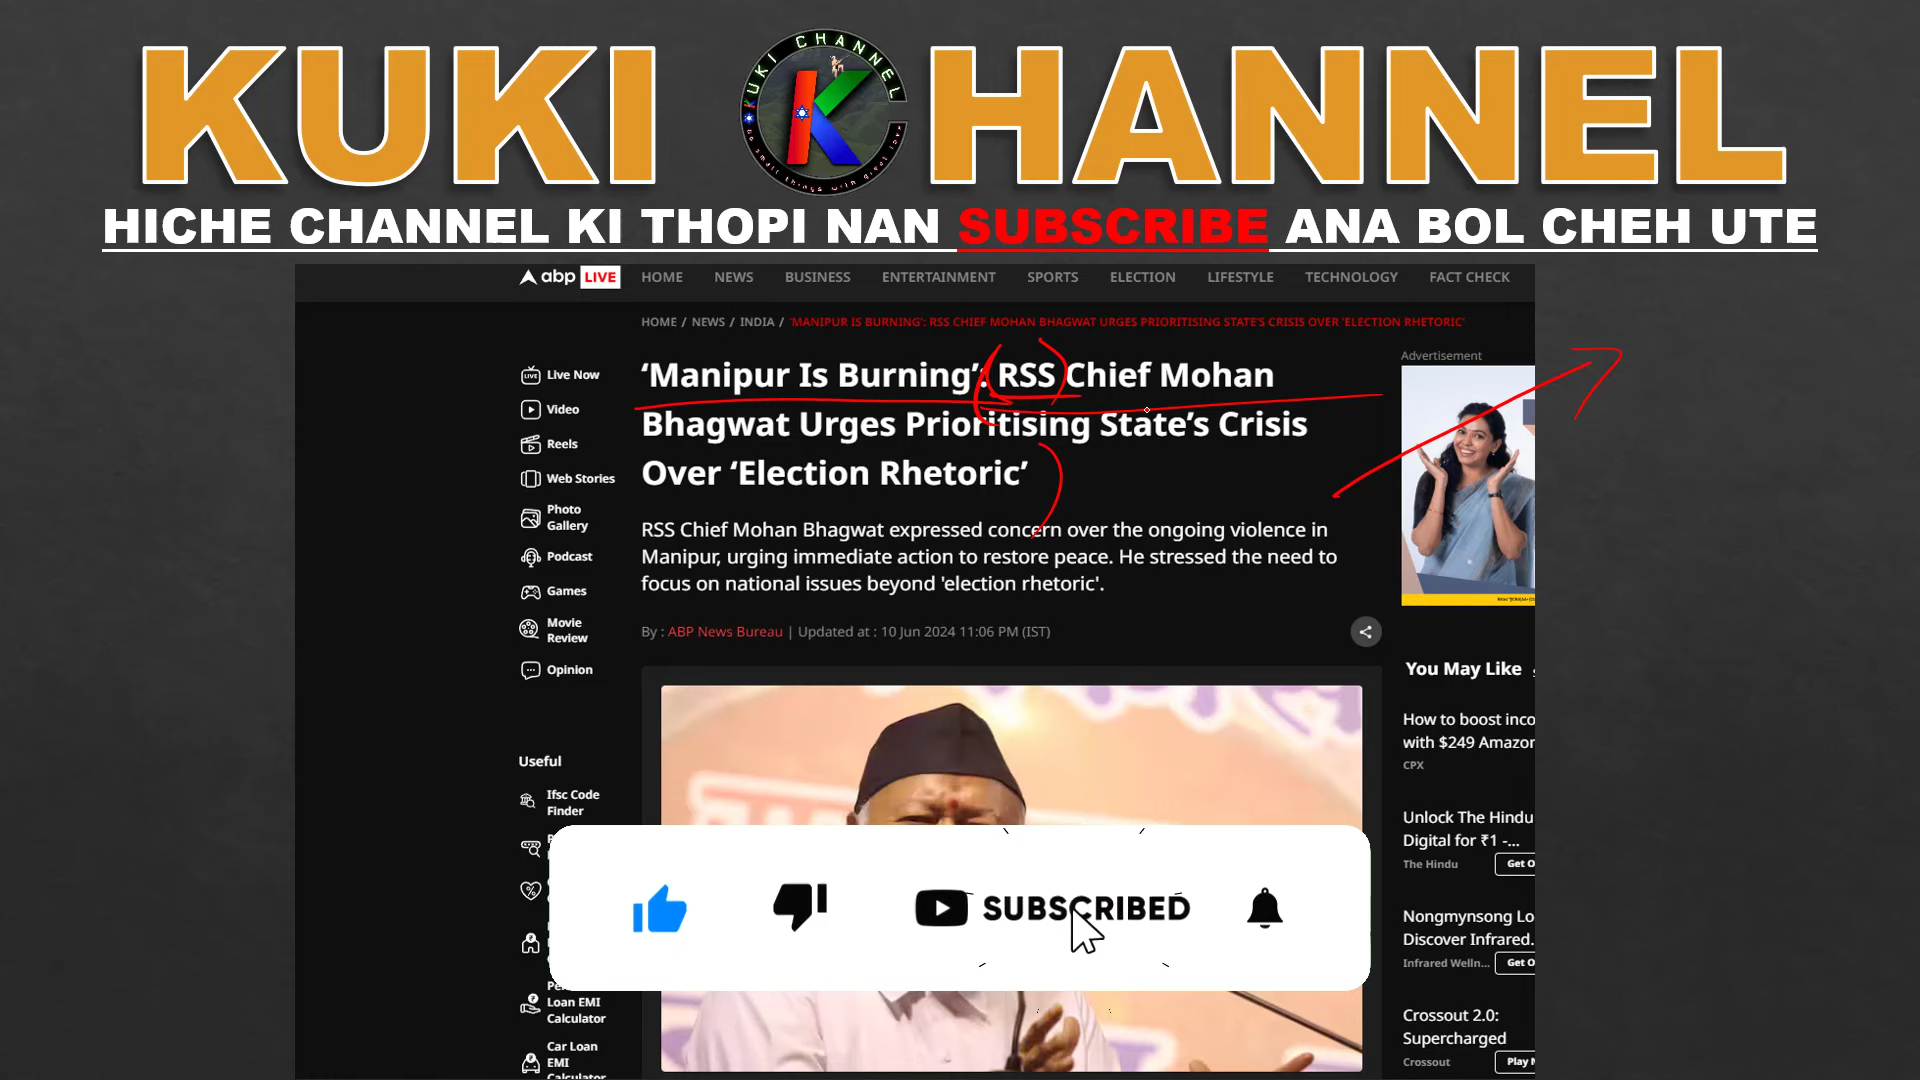 KUKI CHANNEL
KUKI HANNEL
HICHE CHANNEL KI THOPI NAN SUBSCRIBE ANA BOL CHEH UTE
abp LIVE HOME NEWS BUSINESS ENTERTAINMENT SPORTS ELECTION LIFESTYLE TECHNOLOGY FACT CHECK
HOME / NEWS / INDIA / 'MANIPUR IS BURNING': RSS CHIEF MOHAN BHAGWAT URGES PRIORITISING STATE'S CRISIS OVER 'ELECTION RHETORIC'
‘Manipur Is Burning’: RSS Chief Mohan
Bhagwat Urges Prioritising State’s Crisis
Over ‘Election Rhetoric’
RSS Chief Mohan Bhagwat expressed concern over the ongoing violence in
Manipur, urging immediate action to restore peace. He stressed the need to
focus on national issues beyond 'election rhetoric'.
By : ABP News Bureau | Updated at : 10 Jun 2024 11:06 PM (IST)
LIVE
Live Now
Video
Reels
Web Stories
Photo
Gallery
Podcast
Games
Movie
Review
Opinion
Useful
Ifsc Code
Finder
Loan EMI
Calculator
Car Loan
EMI
Calculator
SUBSCRIBED
Advertisement
You May Like
How to boost inco
with $249 Amazon
CPX
Unlock The Hindu
Digital for ₹1 -...
The Hindu
Get O
Nongmynsong Lo
Discover Infrared.
Infrared Welln...
Get O
Crossout 2.0:
Supercharged
Crossout
Play N